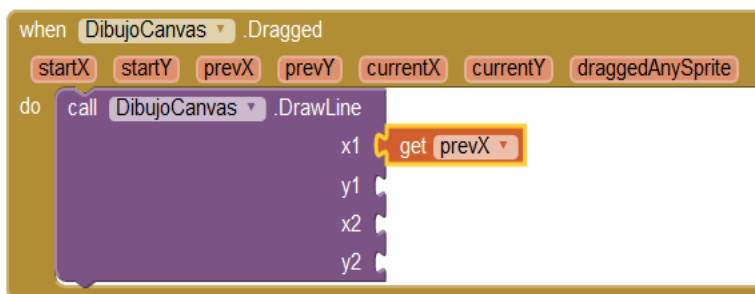 when DibujoCanvas .Dragged
startX startY prevX prevY currentX currentY draggedAnySprite
do call DibujoCanvas .DrawLine
x1 get prevX
y1
x2
y2